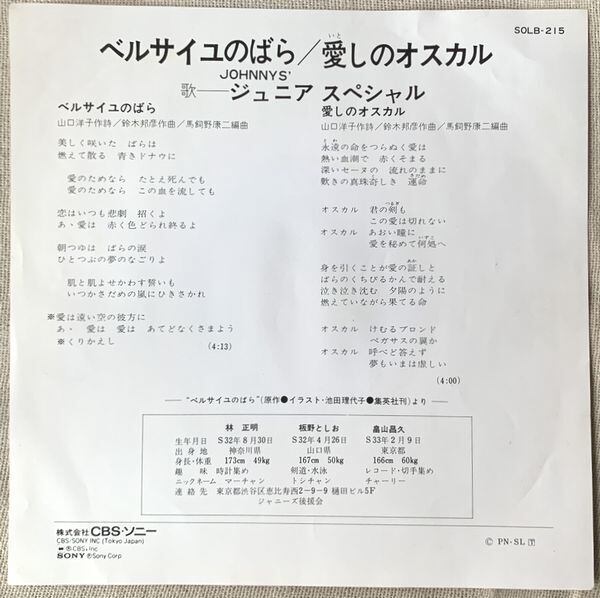 SOLB-215
ベルサイユのばら／愛しのオスカル
いと
JOHNNYS'
歌──ジュニア スペシャル
ベルサイユのばら
山口洋子作詩／鈴木邦彦作曲／馬飼野康二編曲
美しく咲いた ばらは
燃えて散る 青きドナウに
愛のためなら たとえ死んでも
愛のためなら この血を流しても
恋はいつも悲劇 招くよ
あゝ愛は 赤く色どられ終るよ
朝つゆは ばらの涙
ひとつぶの夢のなごりよ
肌と肌よせかわす誓いも
いつかさだめの嵐にひきさかれ
※愛は遠い空の彼方に
あゝ 愛は 愛は あてどなくさまよう
※くりかえし
(4:13)
愛しのオスカル
山口洋子作詩／鈴木邦彦作曲／馬飼野康二編曲
とわ
永遠の命をつらぬく愛は
熱い血潮で 赤くそまる
深いセーヌの 流れのままに
さだめ
歎きの真珠奇しき 運命
つるぎ
オスカル 君の剣も
この愛は切れない
オスカル あおい瞳に
いずこ
愛を秘めて何処へ
あか
身を引くことが愛の証しと
ばらのくちびるかんで耐える
泣き泣き沈む 夕陽のように
燃えていながら果てる命
オスカル けむるブロンド
ペガサスの翼か
オスカル 呼べど答えず
夢もいまは虚しい
(4:00)
──“ベルサイユのばら”(原作●イラスト・池田理代子●集英社刊)より──
林 正明 板野としお 畠山昌久
生年月日 S32年8月30日 S32年4月26日 S33年2月9日
出身地 神奈川県 山口県 東京都
身長・体重 173cm 49kg 167cm 50kg 166cm 60kg
趣味 時計集め 剣道・水泳 レコード・切手集め
ニックネーム マーチャン トシチャン チャーリー
連絡先 東京都渋谷区恵比寿西2-9-9 樋田ビル5F
ジャニーズ後援会
株式会社 CBS・ソニー
CBS/SONY INC (Tokyo Japan)
®CBS, Inc
SONY ®Sony Corp
© PN・SL Ⓣ